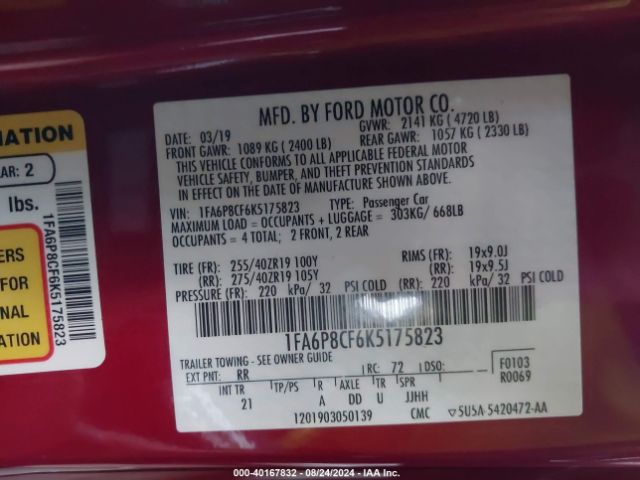 MATION
AR: 2
lbs.
ERS
FOR
NAL
ATION
1FA6P8CF6K5175823
MFD. BY FORD MOTOR CO.
DATE: 03/19 GVWR: 2141 KG ( 4720 LB)
FRONT GAWR: 1089 KG ( 2400 LB) REAR GAWR: 1057 KG ( 2330 LB)
THIS VEHICLE CONFORMS TO ALL APPLICABLE FEDERAL MOTOR
VEHICLE SAFETY, BUMPER, AND THEFT PREVENTION STANDARDS
IN EFFECT ON THE DATE OF MANUFACTURE SHOWN ABOVE.
VIN: 1FA6P8CF6K5175823 TYPE: Passenger Car
MAXIMUM LOAD = OCCUPANTS + LUGGAGE = 303KG/ 668LB
OCCUPANTS = 4 TOTAL; 2 FRONT, 2 REAR
TIRE (FR): 255/40ZR19 100Y RIMS (FR): 19x9.0J
(RR): 275/40ZR19 105Y (RR): 19x9.5J
PRESSURE (FR): 220 kPa/ 32 PSI COLD (RR): 220 kPa/ 32 PSI COLD
1FA6P8CF6K5175823
TRAILER TOWING - SEE OWNER GUIDE
EXT PNT: RR RC: 72 DSO: F0103
INT TR TP/PS R AXLE TR SPR R0069
21 A DD U JJHH
1201903050139 CMC ▽5U5A-5420472-AA
000-40167832 - 08/24/2024 - IAA Inc.